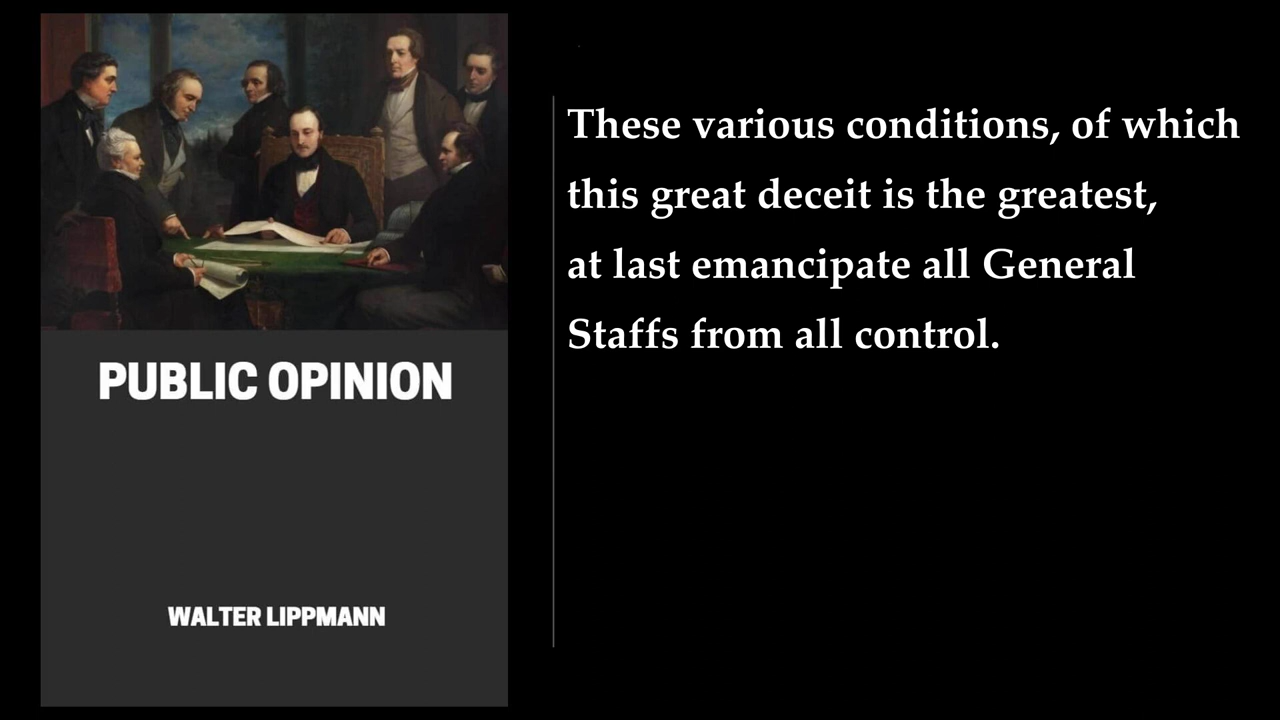 PUBLIC OPINION
WALTER LIPPMANN
These various conditions, of which
this great deceit is the greatest,
at last emancipate all General
Staffs from all control.